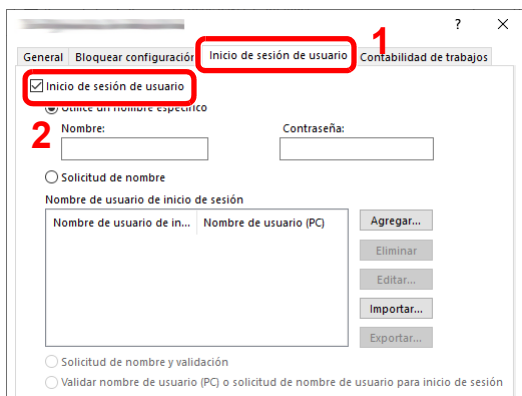 ? ×
1
General Bloquear configuración Inicio de sesión de usuario Contabilidad de trabajos
Inicio de sesión de usuario
Utilice un nombre específico
2
Nombre: Contraseña:
Solicitud de nombre
Nombre de usuario de inicio de sesión
Nombre de usuario de in... Nombre de usuario (PC) Agregar...
Eliminar
Editar...
Importar...
Exportar...
Solicitud de nombre y validación
Validar nombre de usuario (PC) o solicitud de nombre de usuario para inicio de sesión